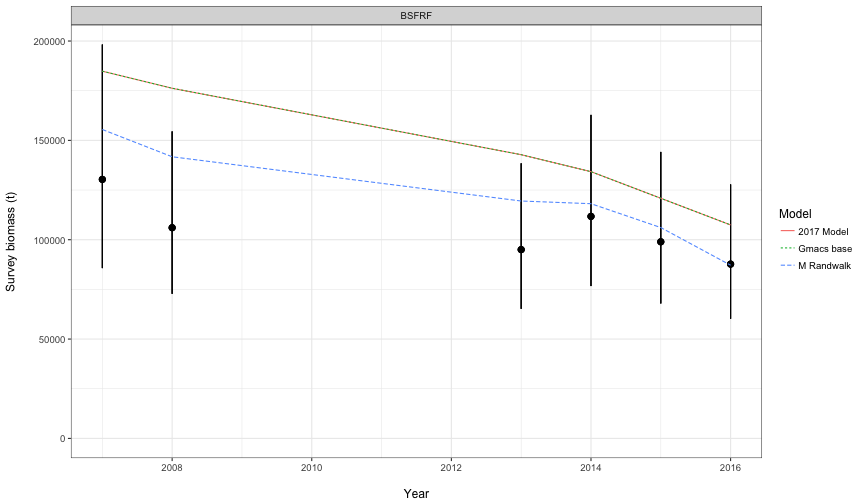 BSFRF
200000
150000
100000
50000
0
Survey biomass (t)
2008
2010
2012
2014
2016
Year
Model
2017 Model
Gmacs base
M Randwalk